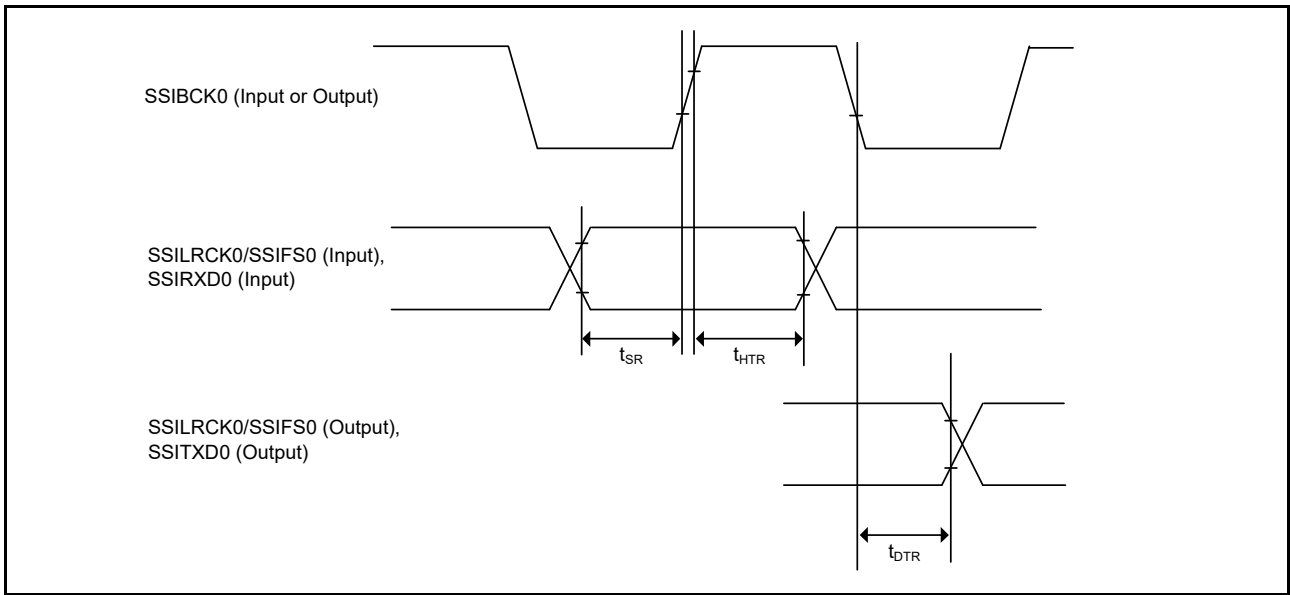 SSIBCK0 (Input or Output)
SSILRCK0/SSIFS0 (Input),
SSIRXD0 (Input)
tSR
tHTR
SSILRCK0/SSIFS0 (Output),
SSITXD0 (Output)
tDTR